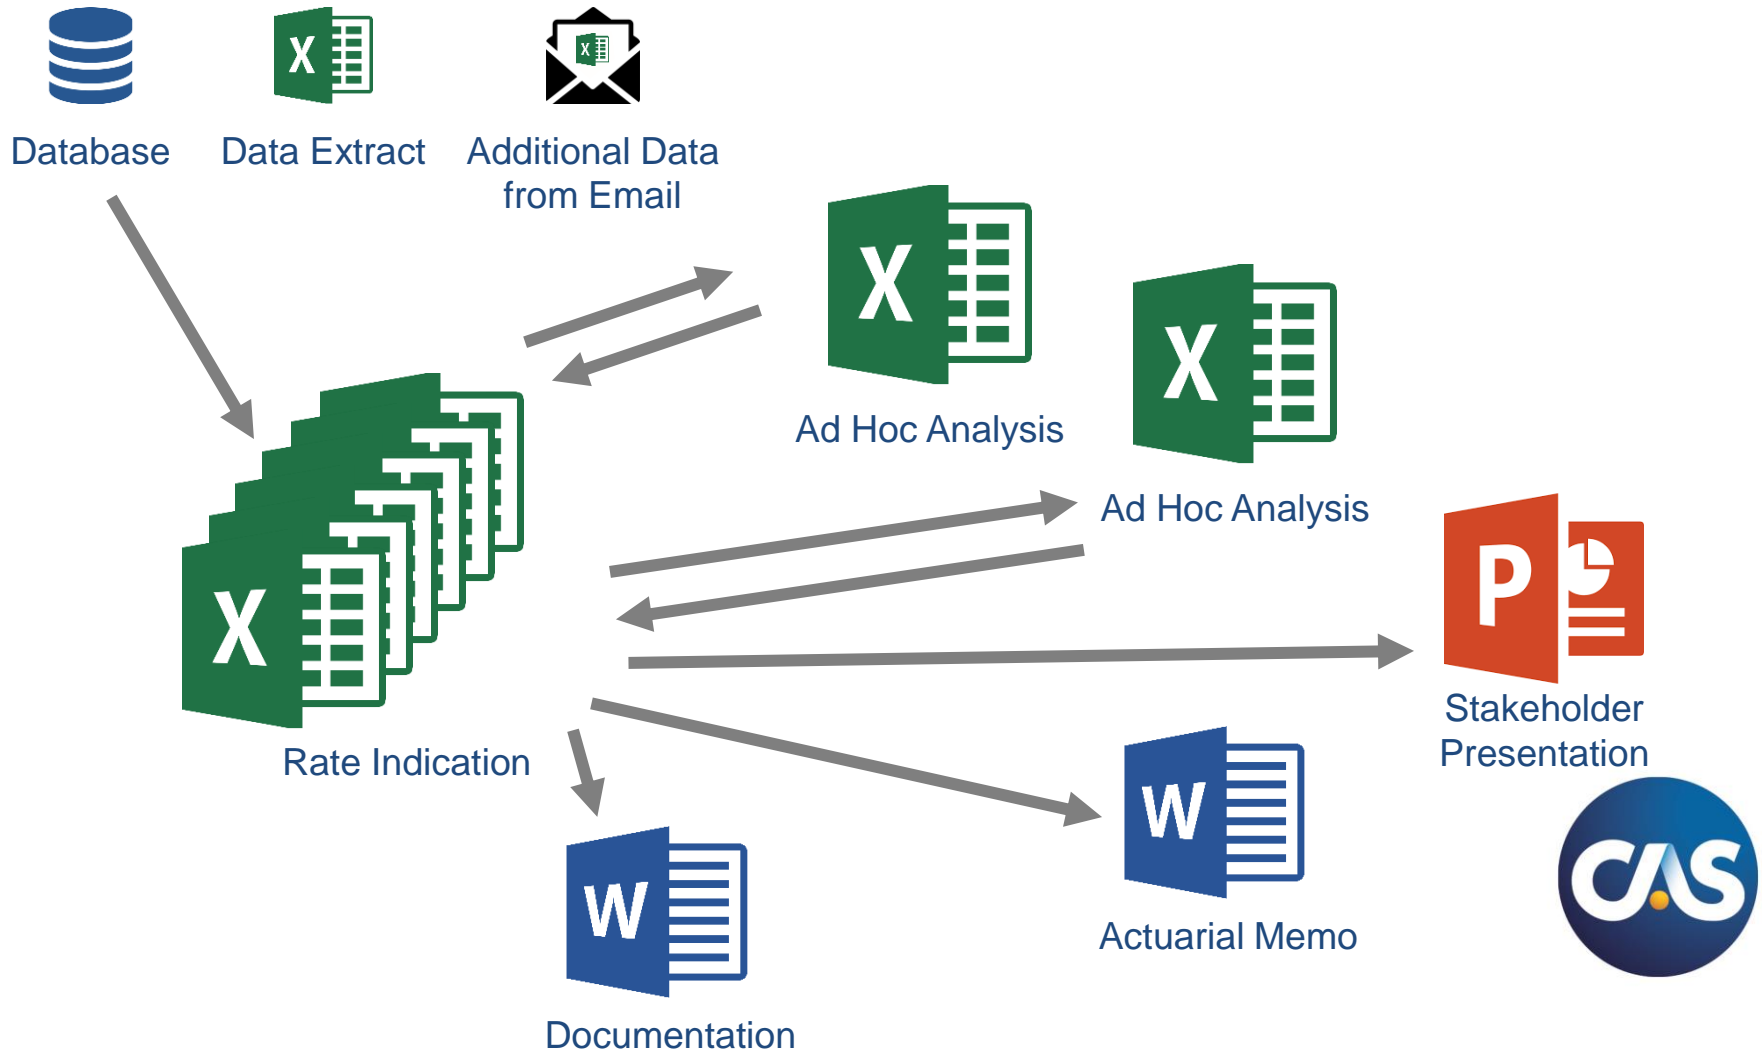 X
X
Database
Data Extract
Additional Data
from Email
X
X
Ad Hoc Analysis
Ad Hoc Analysis
X
P
Rate Indication
Stakeholder
Presentation
W
W
CAS
Actuarial Memo
Documentation